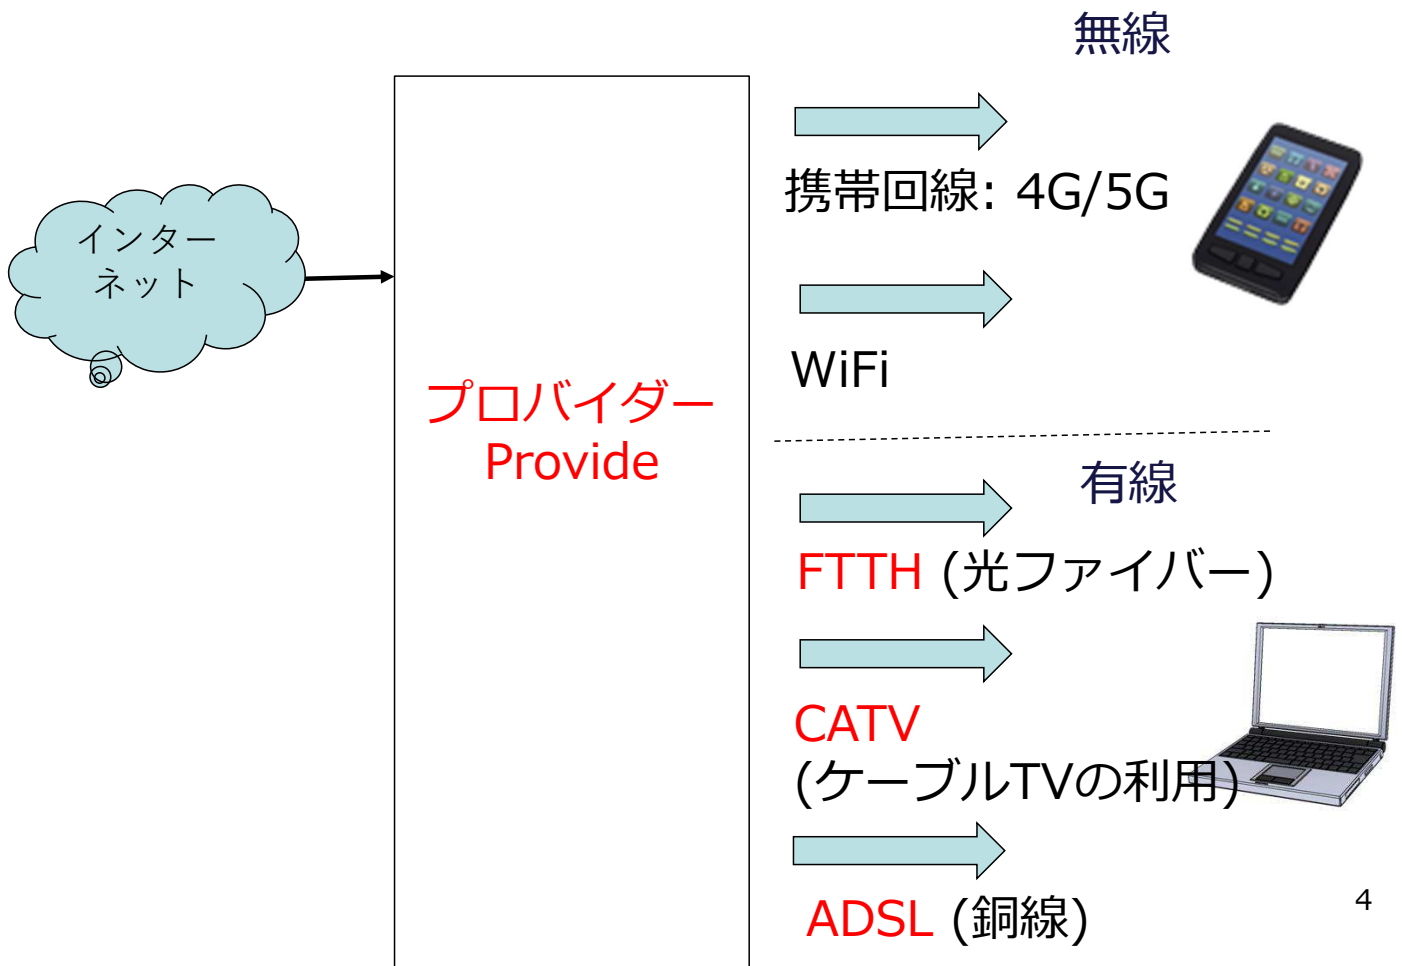 無線
携帯回線: 4G/5G
インター
ネット
WiFi
プロバイダー
Provide
有線
FTTH (光ファイバー)
CATV
(ケーブルTVの利用)
ADSL (銅線)
4